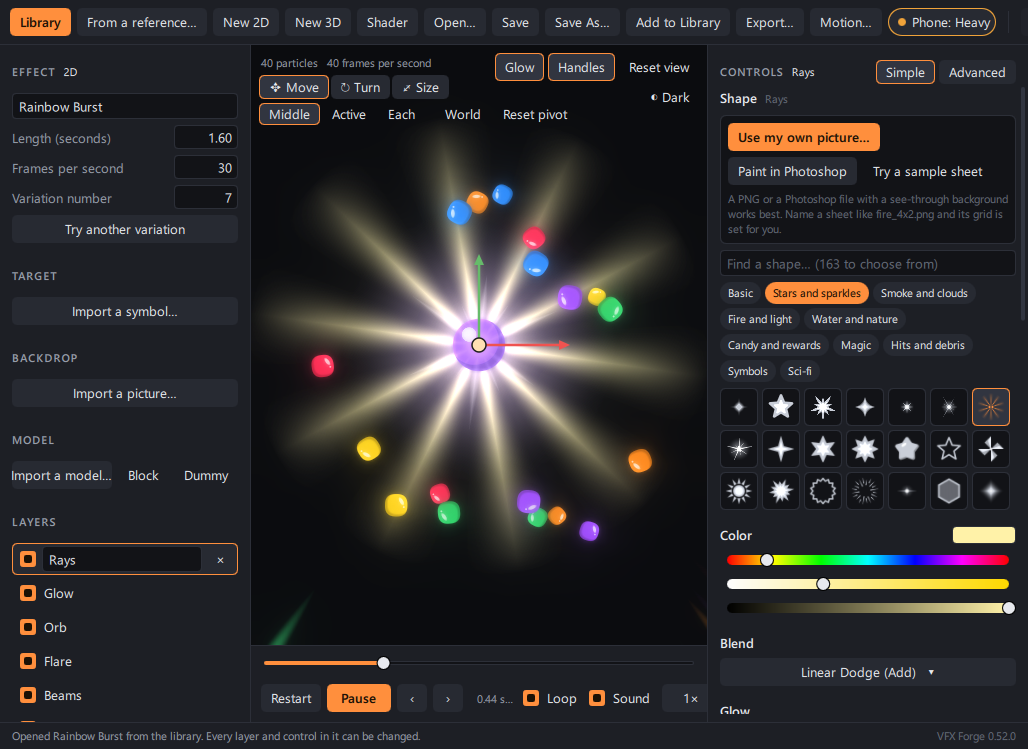 Library From a reference... New 2D New 3D Shader Open... Save Save As... Add to Library Export... Motion... Phone: Heavy
EFFECT 2D
Rainbow Burst
Length (seconds) 1.60
Frames per second 30
Variation number 7
Try another variation
TARGET
Import a symbol...
BACKDROP
Import a picture...
MODEL
Import a model... Block Dummy
LAYERS
Rays ×
Glow
Orb
Flare
Beams
40 particles 40 frames per second
Glow Handles Reset view
Move Turn Size
Dark
Middle Active Each World Reset pivot
Restart Pause ‹ › 0.44 s... Loop Sound 1×
CONTROLS Rays Simple Advanced
Shape Rays
Use my own picture...
Paint in Photoshop Try a sample sheet
A PNG or a Photoshop file with a see-through background
works best. Name a sheet like fire_4x2.png and its grid is
set for you.
Find a shape... (163 to choose from)
Basic Stars and sparkles Smoke and clouds
Fire and light Water and nature
Candy and rewards Magic Hits and debris
Symbols Sci-fi
Color
Blend
Linear Dodge (Add)
Glow
Opened Rainbow Burst from the library. Every layer and control in it can be changed. VFX Forge 0.52.0